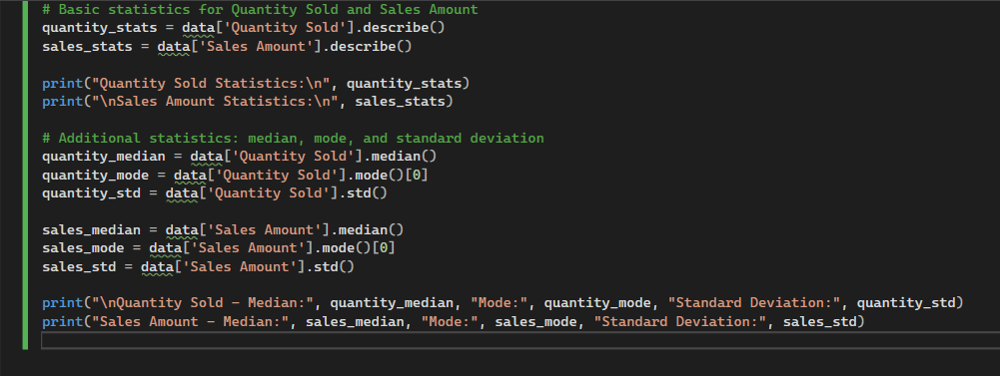 # Basic statistics for Quantity Sold and Sales Amount
quantity_stats = data['Quantity Sold'].describe()
sales_stats = data['Sales Amount'].describe()
print("Quantity Sold Statistics:\n", quantity_stats)
print("\nSales Amount Statistics:\n", sales_stats)
# Additional statistics: median, mode, and standard deviation
quantity_median = data['Quantity Sold'].median()
quantity_mode = data['Quantity Sold'].mode()[0]
quantity_std = data['Quantity Sold'].std()
sales_median = data['Sales Amount'].median()
sales_mode = data['Sales Amount'].mode()[0]
sales_std = data['Sales Amount'].std()
print("\nQuantity Sold - Median:", quantity_median, "Mode:", quantity_mode, "Standard Deviation:", quantity_std)
print("Sales Amount - Median:", sales_median, "Mode:", sales_mode, "Standard Deviation:", sales_std)